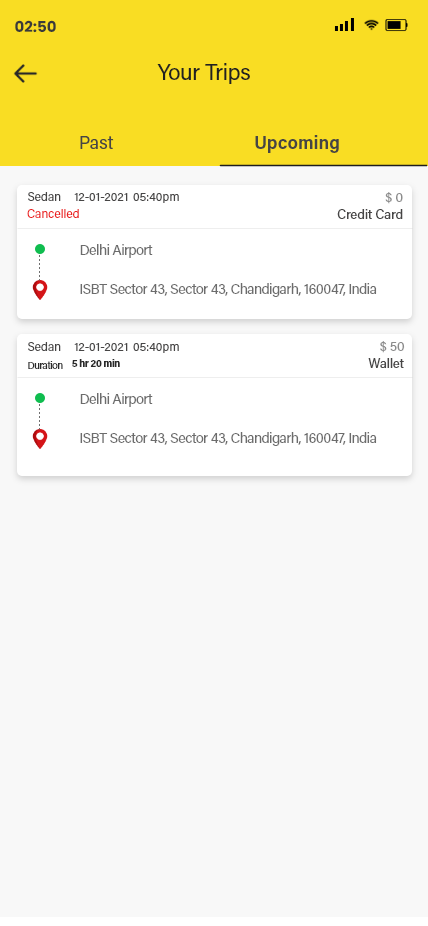 02:50
Your Trips
Past Upcoming
Sedan 12-01-2021 05:40pm $ 0
Cancelled Credit Card
Delhi Airport
ISBT Sector 43, Sector 43, Chandigarh, 160047, India
Sedan 12-01-2021 05:40pm $ 50
Duration 5 hr 20 min Wallet
Delhi Airport
ISBT Sector 43, Sector 43, Chandigarh, 160047, India